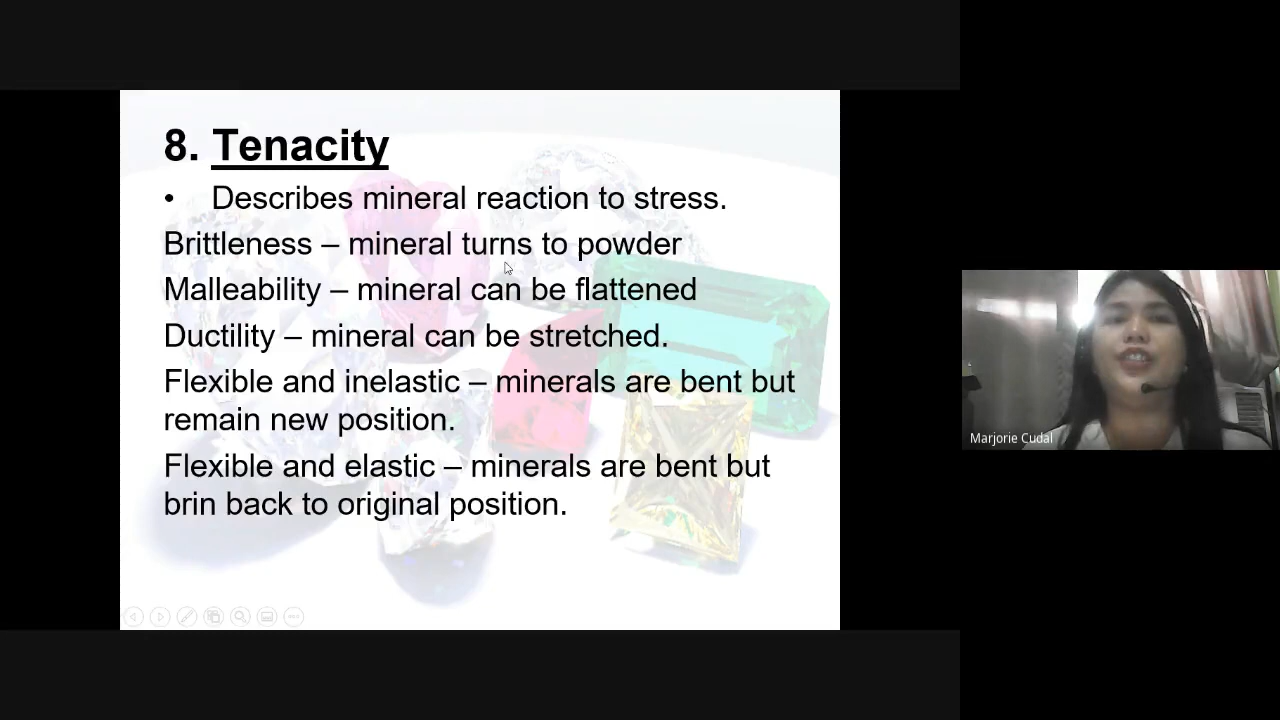 8. Tenacity
• Describes mineral reaction to stress.
Brittleness – mineral turns to powder
Malleability – mineral can be flattened
Ductility – mineral can be stretched.
Flexible and inelastic – minerals are bent but
remain new position.
Flexible and elastic – minerals are bent but
brin back to original position.
Marjorie Cudal